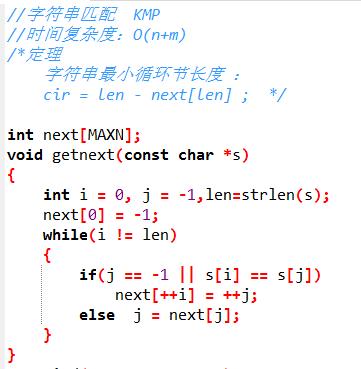 //字符串匹配  KMP
//时间复杂度：O(n+m)
/*定理
    字符串最小循环节长度 ：
    cir = len - next[len] ;  */

int next[MAXN];
void getnext(const char *s)
{
    int i = 0, j = -1,len=strlen(s);
    next[0] = -1;
    while(i != len)
    {
        if(j == -1 || s[i] == s[j])
            next[++i] = ++j;
        else  j = next[j];
    }
}